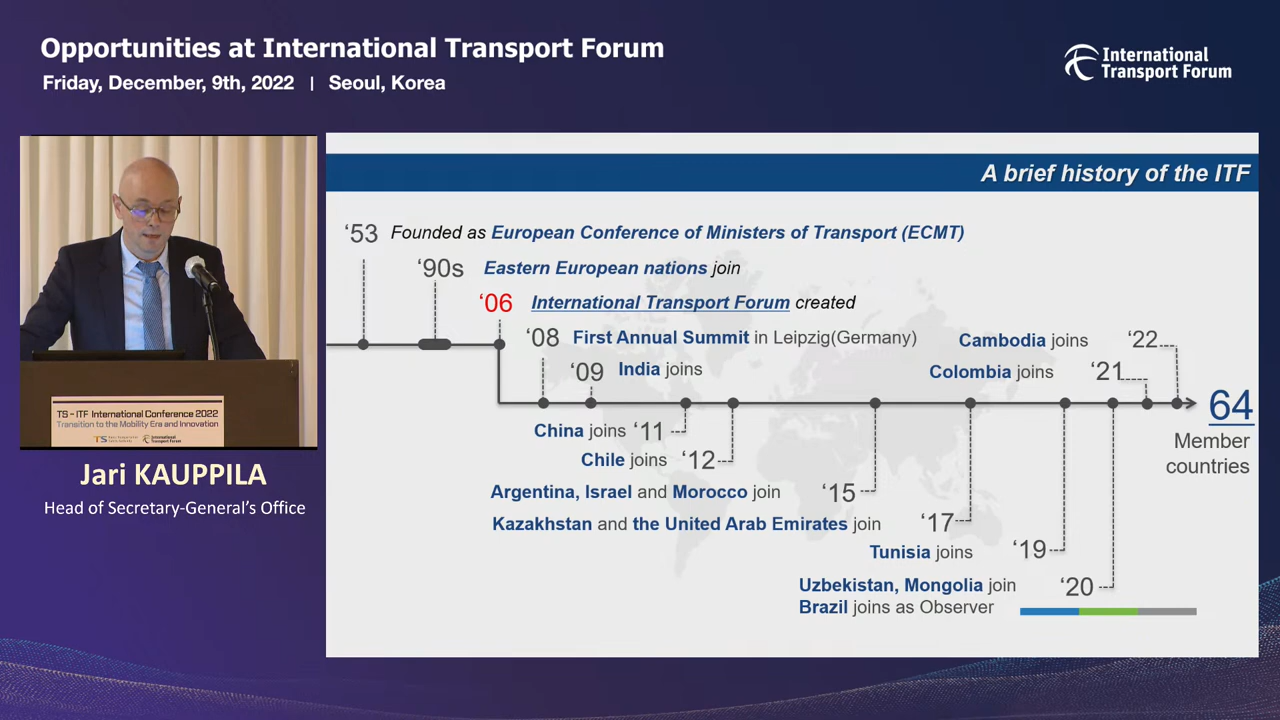 Opportunities at International Transport Forum
Friday, December, 9th, 2022 | Seoul, Korea
International
Transport Forum
A brief history of the ITF
‘53 Founded as European Conference of Ministers of Transport (ECMT)
‘90s Eastern European nations join
‘06 International Transport Forum created
‘08 First Annual Summit in Leipzig(Germany)
Cambodia joins ‘22
‘09 India joins
Colombia joins ‘21
64
Member
countries
China joins ‘11
Chile joins ‘12
Argentina, Israel and Morocco join ‘15
Kazakhstan and the United Arab Emirates join ‘17
Tunisia joins ‘19
Uzbekistan, Mongolia join ‘20
Brazil joins as Observer
TS – ITF International Conference 2022
Transition to the Mobility Era and Innovation
TS
International
Transport Forum
Jari KAUPPILA
Head of Secretary-General’s Office